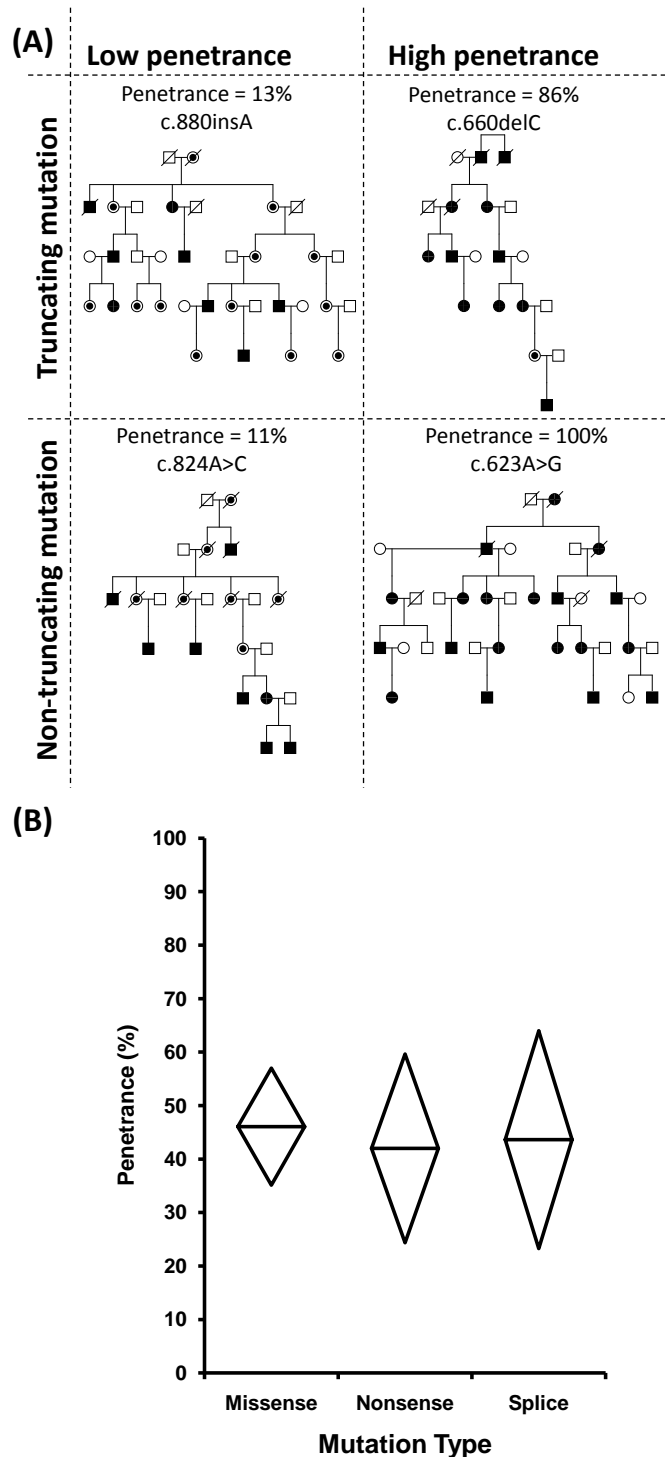 (A)
Low penetrance
High penetrance
Truncating mutation
Penetrance = 13%
c.880insA
Penetrance = 86%
c.660delC
Non-truncating mutation
Penetrance = 11%
c.824A>C
Penetrance = 100%
c.623A>G
(B)
Penetrance (%)
100
90
80
70
60
50
40
30
20
10
0
Missense
Nonsense
Splice
Mutation Type